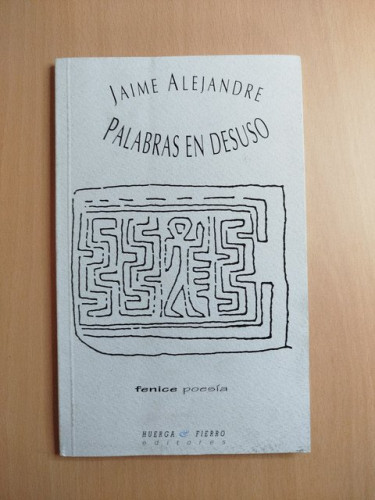 JAIME ALEJANDRE
PALABRAS EN DESUSO
fenice poesía
HUERGA & FIERRO
editores